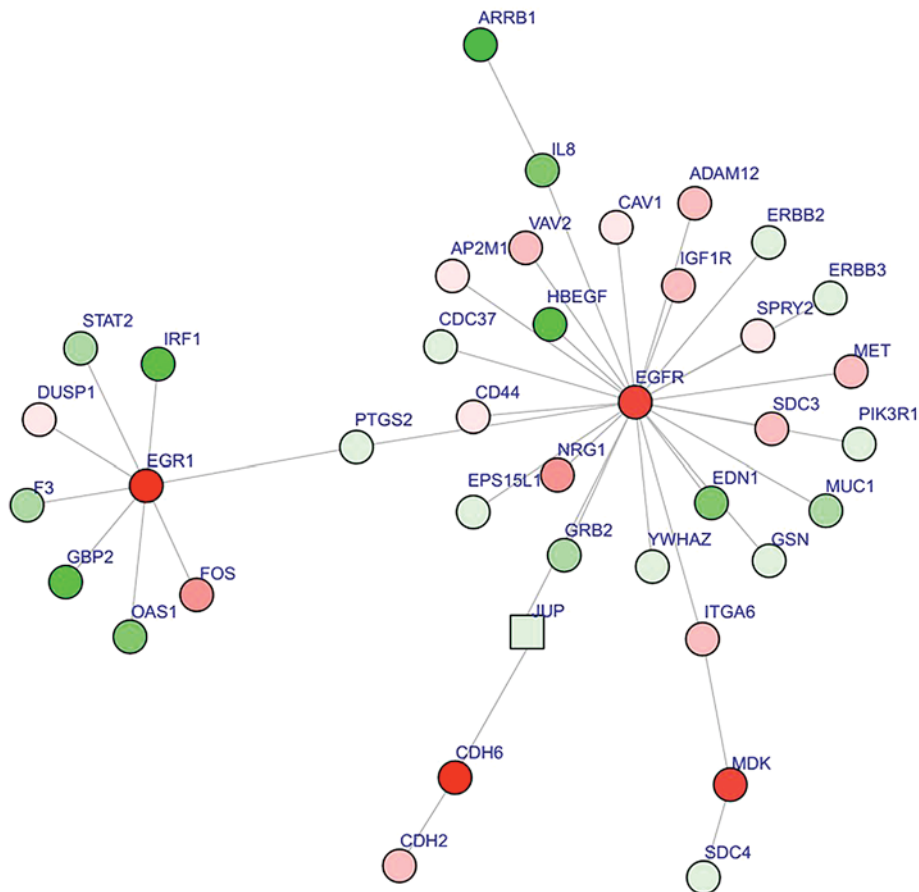 ARRB1
IL8
ADAM12
CAV1
ERBB2
VAV2
AP2M1
IGF1R
ERBB3
HBEGF
SPRY2
STAT2
IRF1
CDC37
MET
EGFR
DUSP1
CD44
SDC3
PIK3R1
PTGS2
EGR1
NRG1
F3
EPS15L1
EDN1
MUC1
GRB2
YWHAZ
GSN
GBP2
FOS
OAS1
JUP
ITGA6
CDH6
MDK
CDH2
SDC4